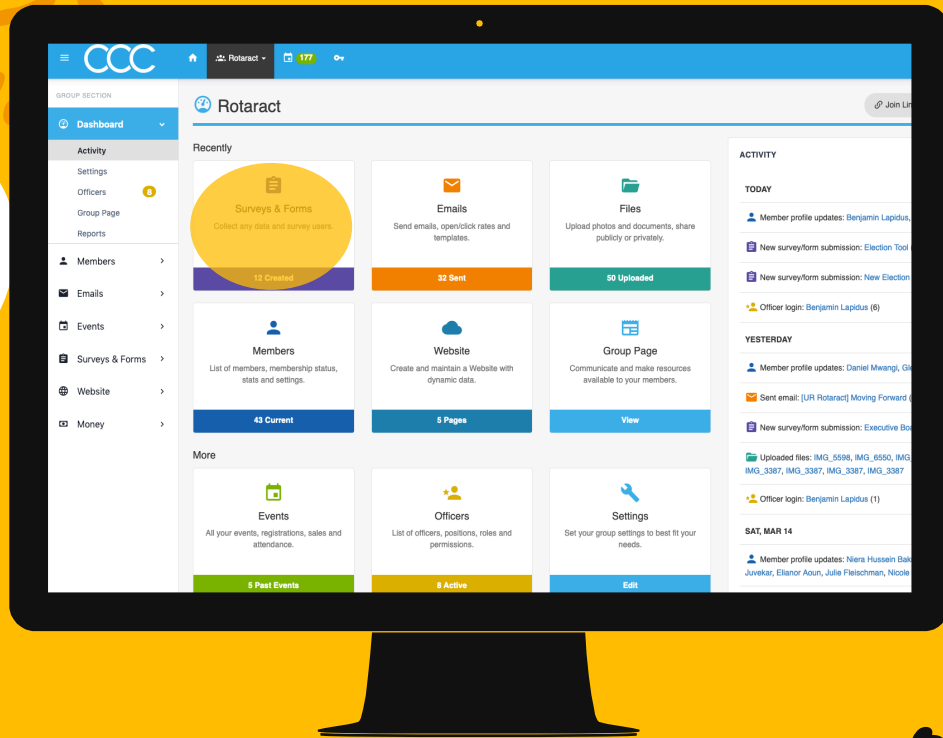 CCC
Rotaract
177
GROUP SECTION
Dashboard
Activity
Settings
Officers 8
Group Page
Reports
Members
Emails
Events
Surveys & Forms
Website
Money
Rotaract
Join
Recently
Surveys & Forms
Collect any data and survey users.
12 Created
Emails
Send emails, open/click rates and
templates.
32 Sent
Files
Upload photos and documents, share
publicly or privately.
50 Uploaded
Members
List of members, membership status,
stats and settings.
43 Current
Website
Create and maintain a Website with
dynamic data.
5 Pages
Group Page
Communicate and make resources
available to your members.
View
More
Events
All your events, registrations, sales and
attendance.
5 Past Events
Officers
List of officers, positions, roles and
permissions.
8 Active
Settings
Set your group settings to best fit your
needs.
Edit
ACTIVITY
TODAY
Member profile updates: Benjamin Lapidus,
New survey/form submission: Election Tool
New survey/form submission: New Election
Officer login: Benjamin Lapidus (6)
YESTERDAY
Member profile updates: Daniel Mwangi,
Sent email: [UR Rotaract] Moving Forward (
New survey/form submission: Executive
Uploaded files: IMG_5598, IMG_6550, IMG_
IMG_3387, IMG_3387, IMG_3387, IMG_3387
Officer login: Benjamin Lapidus (1)
SAT, MAR 14
Member profile updates: Niera Hussein
Juvekar, Elianor Aoun, Julie Fleischman, Nicole